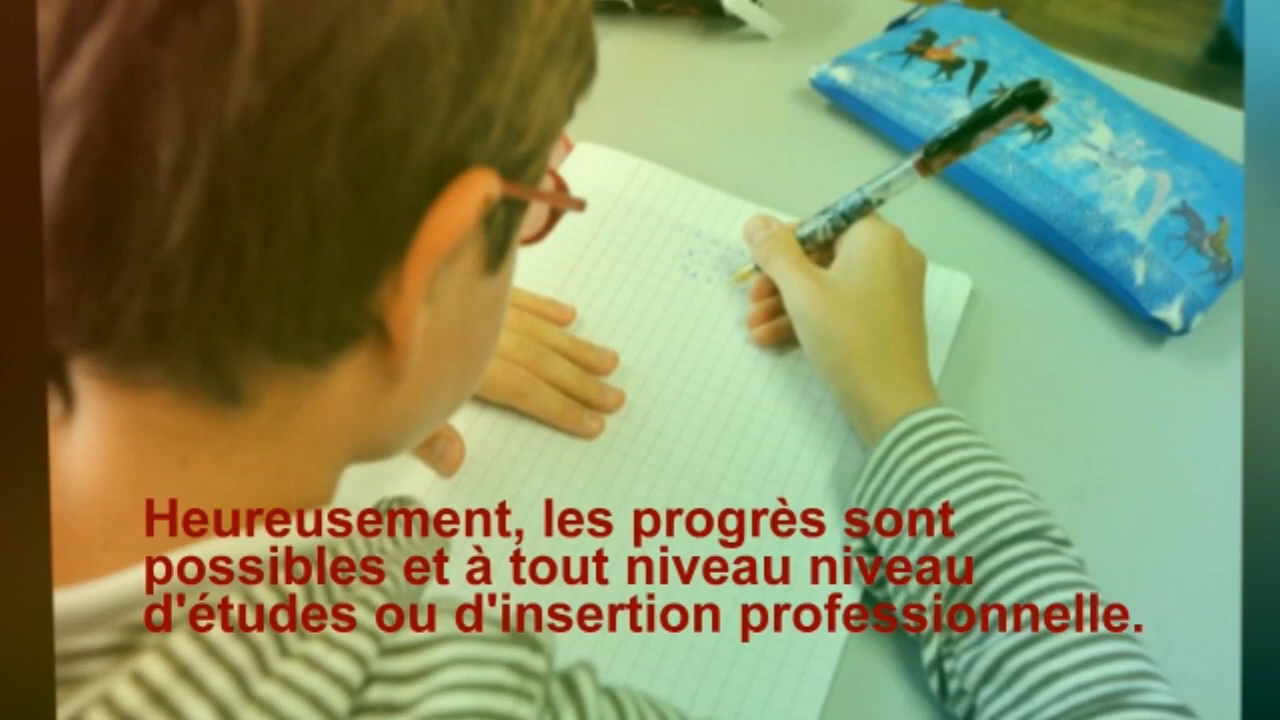 Heureusement, les progrès sont
possibles et à tout niveau niveau
d'études ou d'insertion professionnelle.